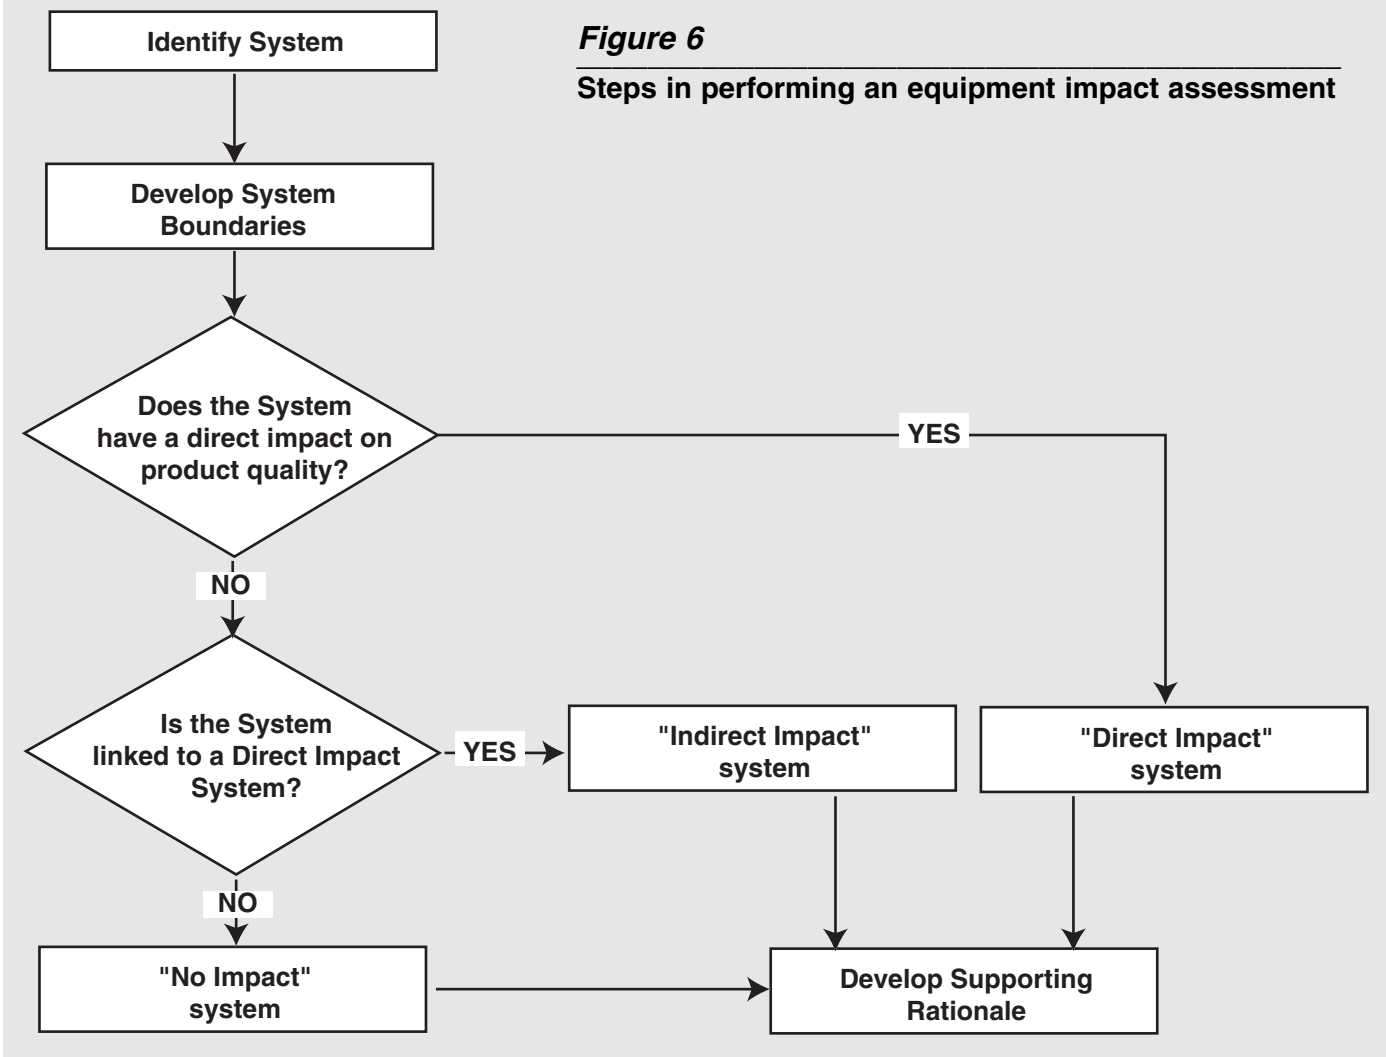 Identify System
Figure 6
Steps in performing an equipment impact assessment
Develop System
Boundaries
Does the System
have a direct impact on
product quality?
YES
NO
Is the System
linked to a Direct Impact
System?
YES
"Indirect Impact"
system
"Direct Impact"
system
NO
"No Impact"
system
Develop Supporting
Rationale